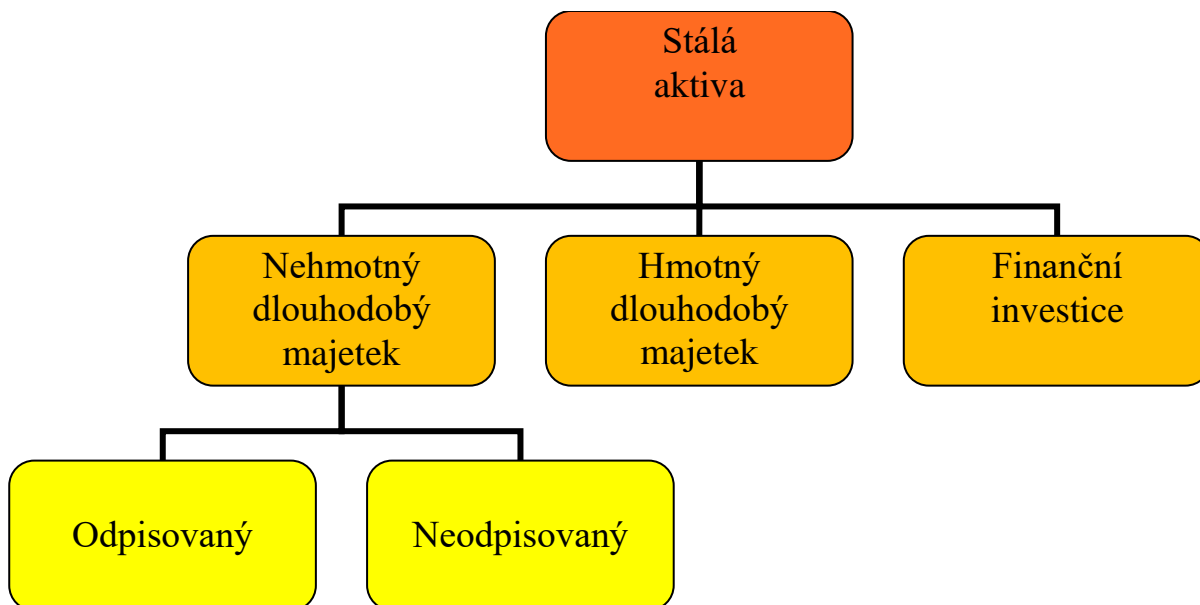 Stálá
aktiva
Nehmotný
dlouhodobý
majetek
Hmotný
dlouhodobý
majetek
Finanční
investice
Odpisovaný
Neodpisovaný